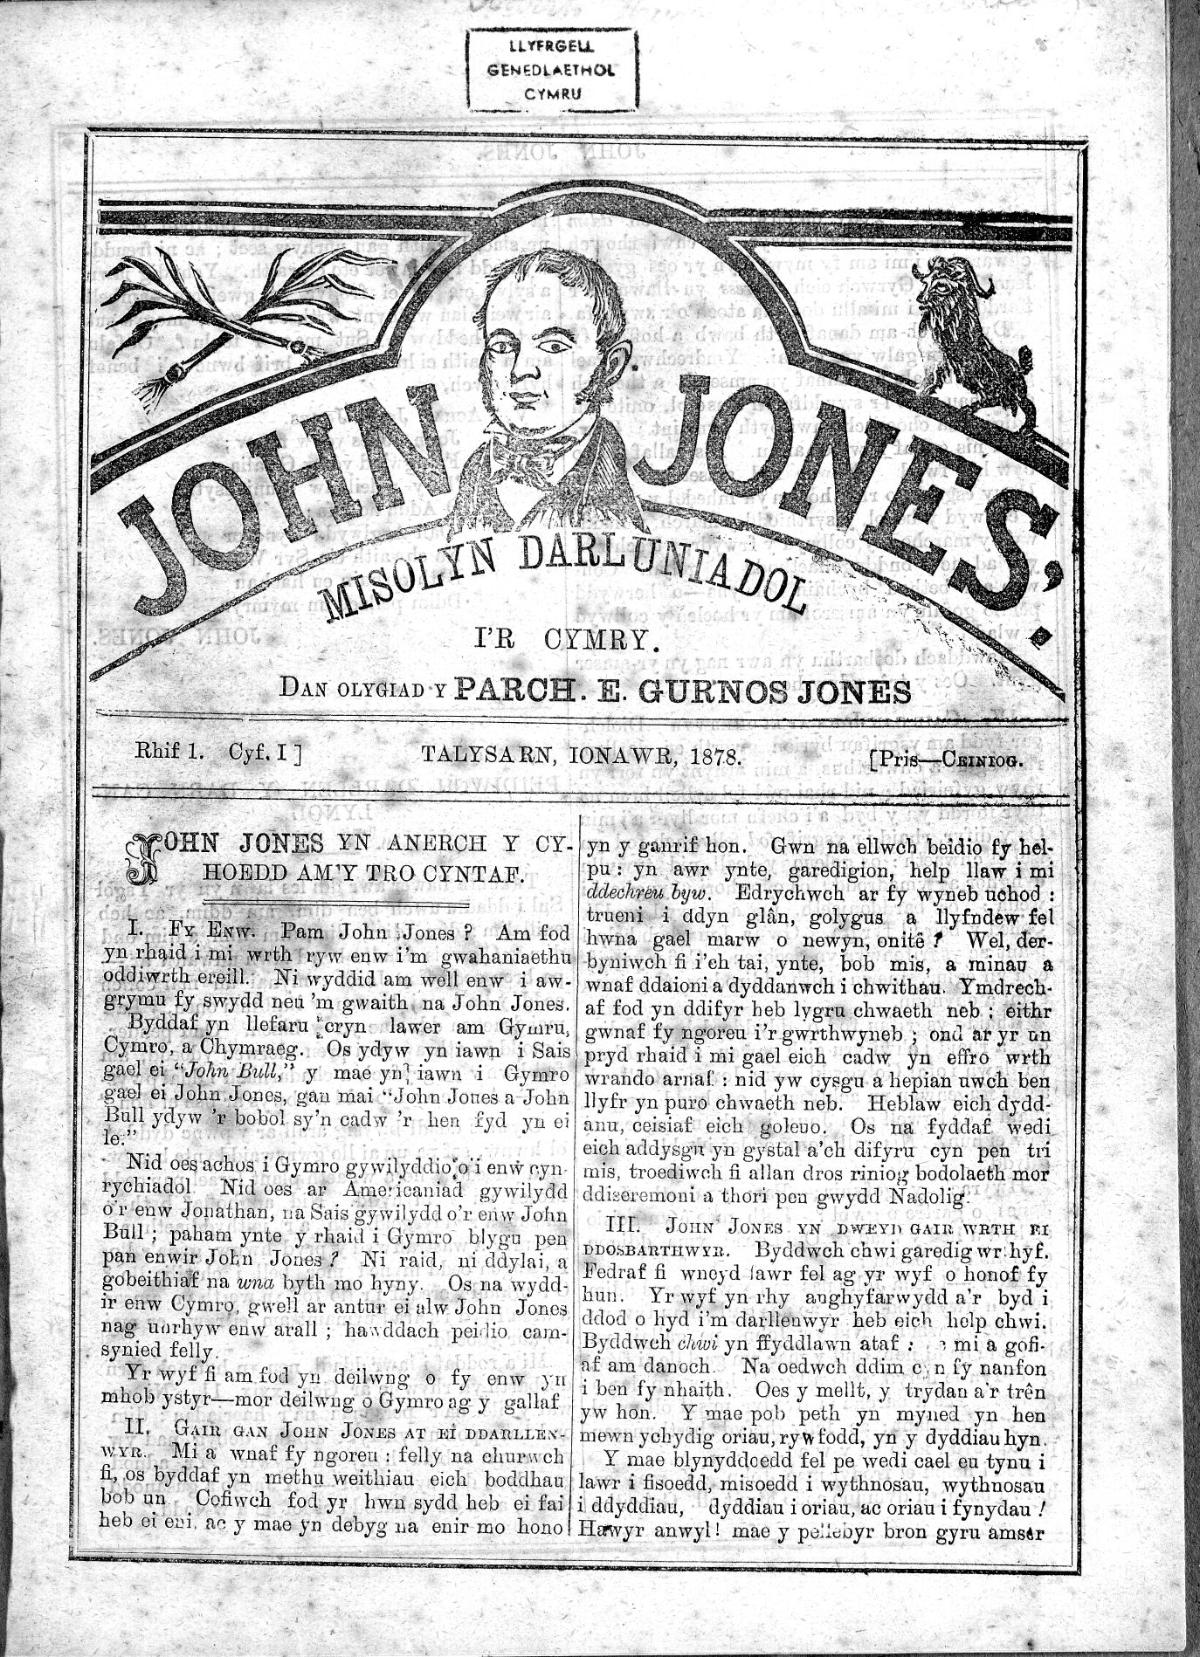 LLYFRGELL
GENEDLAETHOL
CYMRU
JOHN JONES,
MISOLYN DARLUNIADOL
I'R CYMRY.
DAN OLYGIAD Y PARCH. E. GURNOS JONES
Rhif 1. Cyf. I ]
TALYSARN, IONAWR, 1878.
[Pris—CEINIOG.
JOHN JONES YN ANERCH Y CY-
HOEDD AM'Y TRO CYNTAF.
I. FY ENW. Pam John Jones? Am fod
yn rhaid i mi wrth ryw enw i'm gwahaniaethu
oddiwrth ereill. Ni wyddid am well enw i aw-
grymu fy swydd neu 'm gwaith, na John Jones.
Byddaf yn llefaru cryn lawer am Gymru,
Cymro, a Chymraeg. Os ydyw yn iawn i Sais
gael ei "John Bull," y mae yn iawn i Gymro
gael ei John Jones, gan mai "John Jones a John
Bull ydyw 'r bobol sy'n cadw 'r hen fyd yn ei
le."
Nid oes achos i Gymro gywilyddio o i enw cyn-
rychiadol Nid oes ar Americaniad gywilydd
o'r enw Jonathan, na Sais gywilydd o'r enw John
Bull; paham ynte y rhaid i Gymro blygu pen
pan enwir John Jones? Ni raid, ni ddylai, a
gobeithiaf na wna byth mo hyny. Os na wydd-
ir enw Cymro, gwell ar antur ei alw John Jones
nag unrhyw enw arall; hawddach peidio cam-
synied felly.
Yr wyf fi am fod yn deilwng o fy enw yn
mhob ystyr—mor deilwng o Gymro ag y gallaf
II. GAIR GAN JOHN JONES AT EI DDARLLEN-
WYR. Mi a wnaf fy ngoreu: felly na churwch
fi, os byddaf yn methu weithiau eich boddhau
bob un Cofiwch fod yr hwn sydd heb ei fai
heb ei eni, ac y mae yn debyg na enir mo hono
yn y ganrif hon. Gwn na ellwch beidio fy hel-
pu: yn awr ynte, garedigion, help llaw i mi
ddechreu byw. Edrychwch ar fy wyneb uchod:
trueni i ddyn glân, golygus a llyfndew fel
hwna gael marw o newyn, onitê? Wel, der-
byniwch fi i'ch tai, ynte, bob mis, a minau a
wnaf ddaioni a dyddanwch i chwithau. Ymdrech-
af fod yn ddifyr heb lygru chwaeth neb; eithr
gwnaf fy ngoreu i'r gwrthwyneb; ond ar yr un
pryd rhaid i mi gael eich cadw yn effro wrth
wrando arnaf: nid yw cysgu a hepian uwch ben
llyfr yn puro chwaeth neb. Heblaw eich dydd-
anu, ceisiaf eich goleuo. Os na fyddaf wedi
eich addysgu yn gystal a'ch difyru cyn pen tri
mis, troediwch fi allan dros riniog bodolaeth mor
ddiseremoni a thori pen gwydd Nadolig.
III. JOHN JONES YN DWEYD GAIR WRTH EI
DDOSBARTHWYR. Byddwch chwi garedig wrthyf.
Fedraf fi wneyd fawr fel ag yr wyf o honof fy
hun. Yr wyf yn rhy anghyfarwydd a'r byd i
ddod o hyd i'm darllenwyr heb eich help chwi.
Byddwch chwi yn ffyddlawn ataf: a mi a gofi-
af am danoch. Na oedwch ddim cyn fy nanfon
i ben fy nhaith. Oes y mellt, y trydan a'r trên
yw hon. Y mae pob peth yn myned yn hen
mewn ychydig oriau, ryw fodd, yn y dyddiau hyn.
Y mae blynyddoedd fel pe wedi cael eu tynu i
lawr i fisoedd, misoedd i wythnosau, wythnosau
i ddyddiau, dyddiau i oriau, ac oriau i fynydau!
Hawyr anwyl! mae y pellebyr bron gyru amser